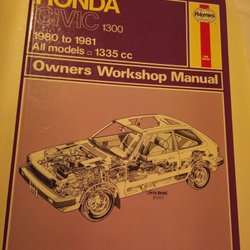 HONDA
CIVIC 1300
1980 to 1981
All models □ 1335 cc
Haynes
Owners Workshop Manual